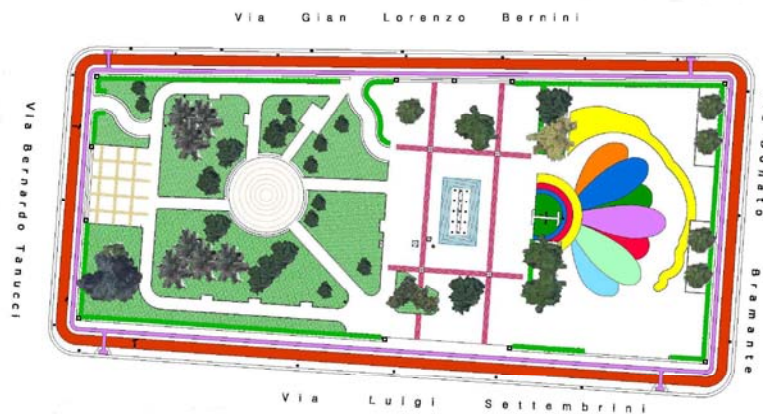 Via Gian Lorenzo Bernini
Via Bernardo Tanucci
Donato Bramante
Via Luigi Settembrini